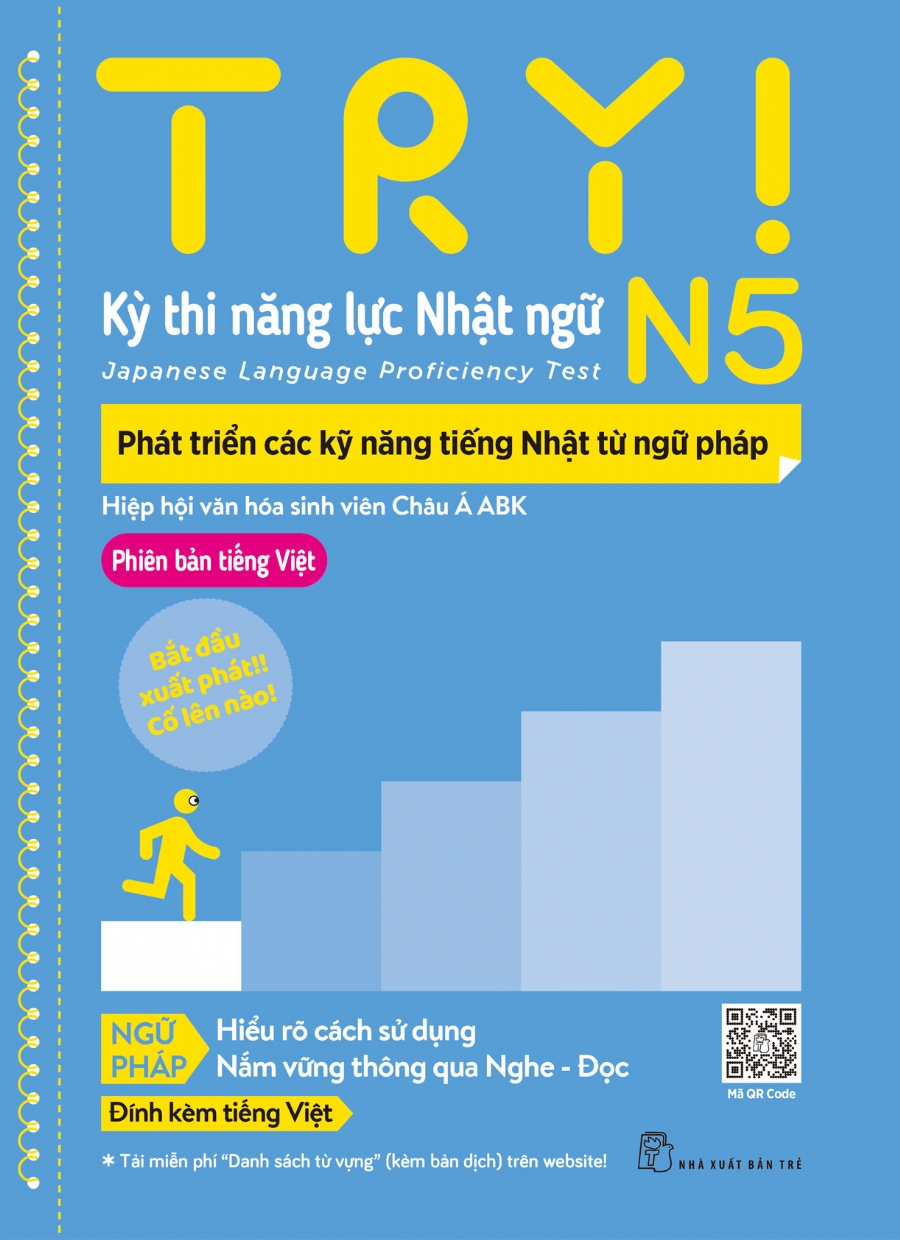 TRY!
Kỳ thi năng lực Nhật ngữ N5
Japanese Language Proficiency Test
Phát triển các kỹ năng tiếng Nhật từ ngữ pháp
Hiệp hội văn hóa sinh viên Châu Á ABK
Phiên bản tiếng Việt
Bắt đầu
xuất phát!!
Cố lên nào!
NGỮ
PHÁP
Hiểu rõ cách sử dụng
Nắm vững thông qua Nghe - Đọc
Mã QR Code
Đính kèm tiếng Việt
* Tải miễn phí “Danh sách từ vựng” (kèm bản dịch) trên website!
NHÀ XUẤT BẢN TRẺ